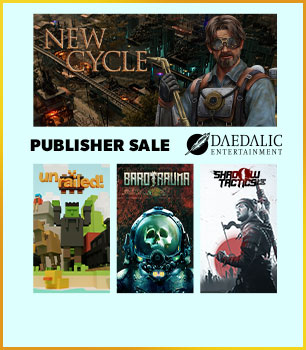 NEW
CYCLE
PUBLISHER SALE
DAEDALIC
ENTERTAINMENT
unrailed!
BAROTRAUMA
SHADOW
TACTICS